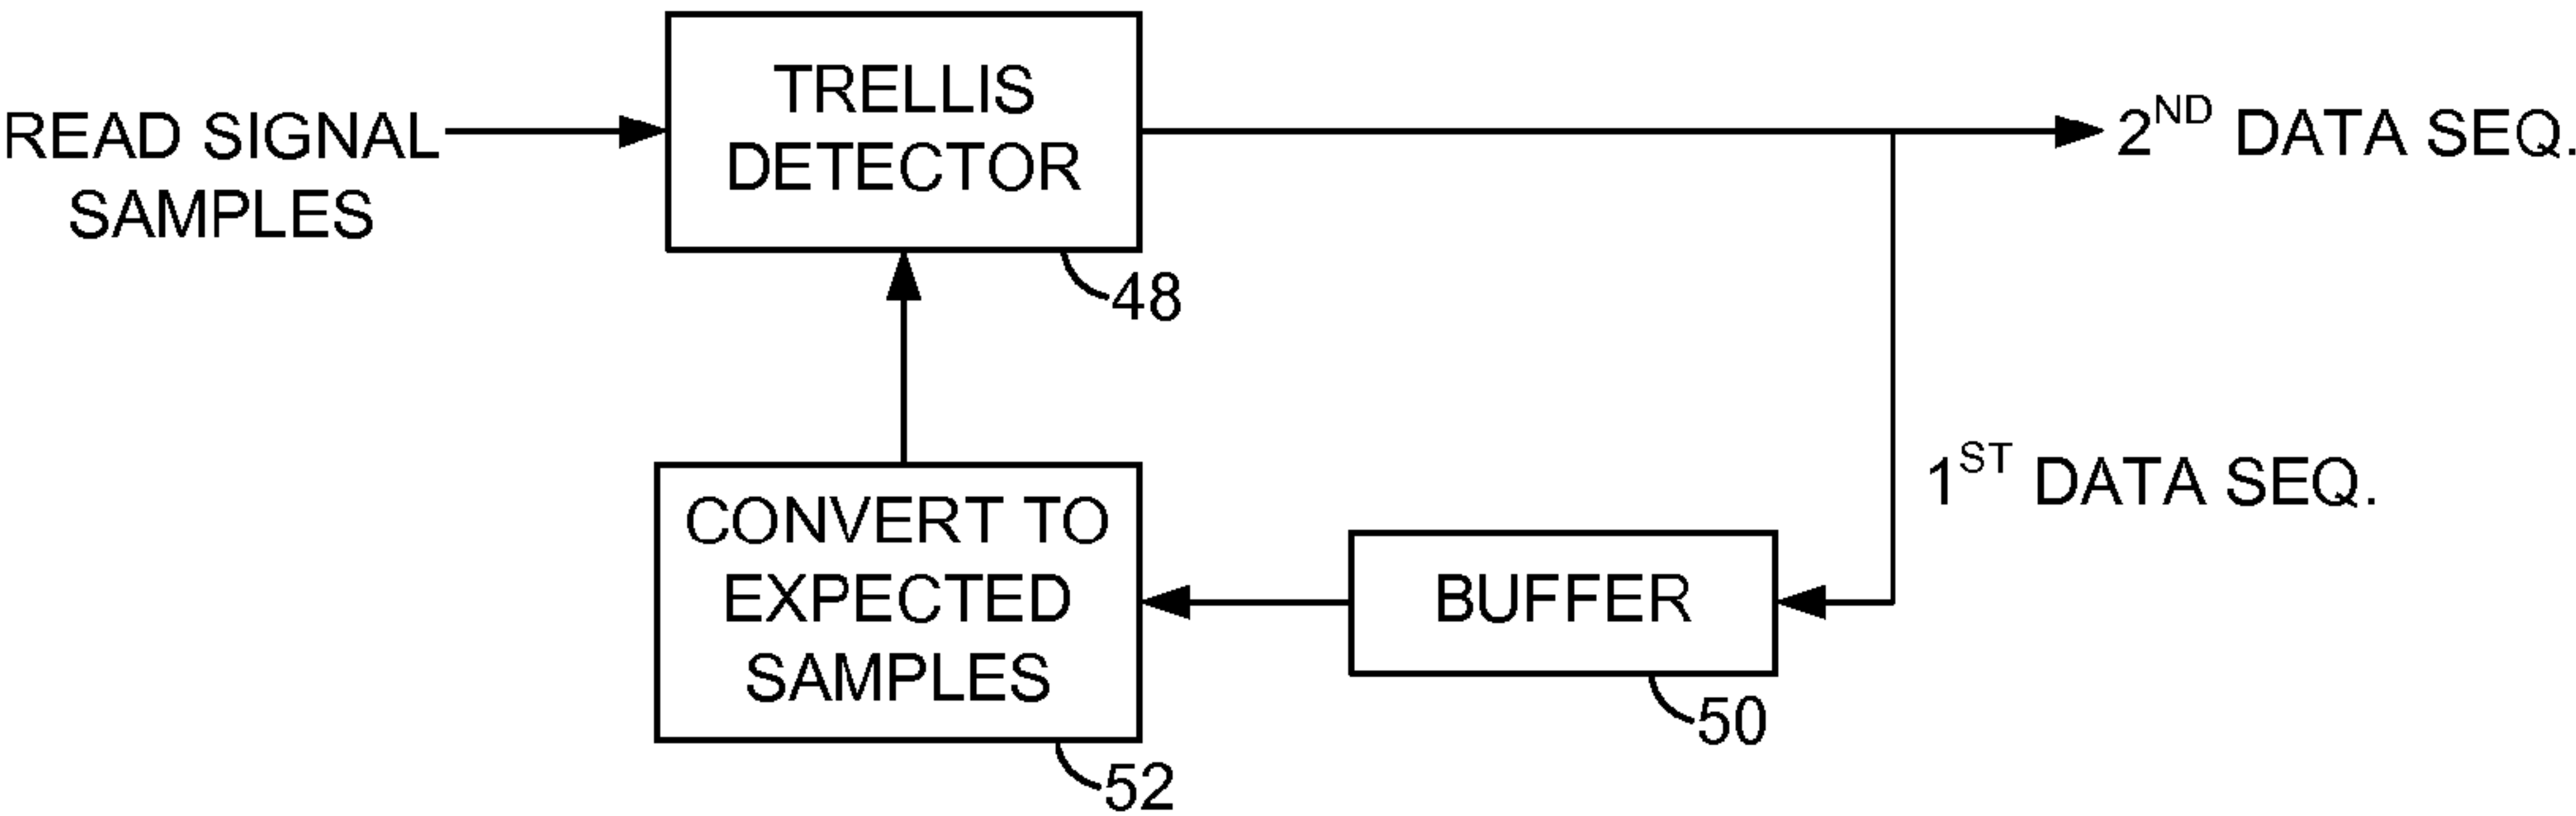 READ SIGNAL
SAMPLES
TRELLIS
DETECTOR
48
2ND DATA SEQ.
1ST DATA SEQ.
CONVERT TO
EXPECTED
SAMPLES
52
BUFFER
50